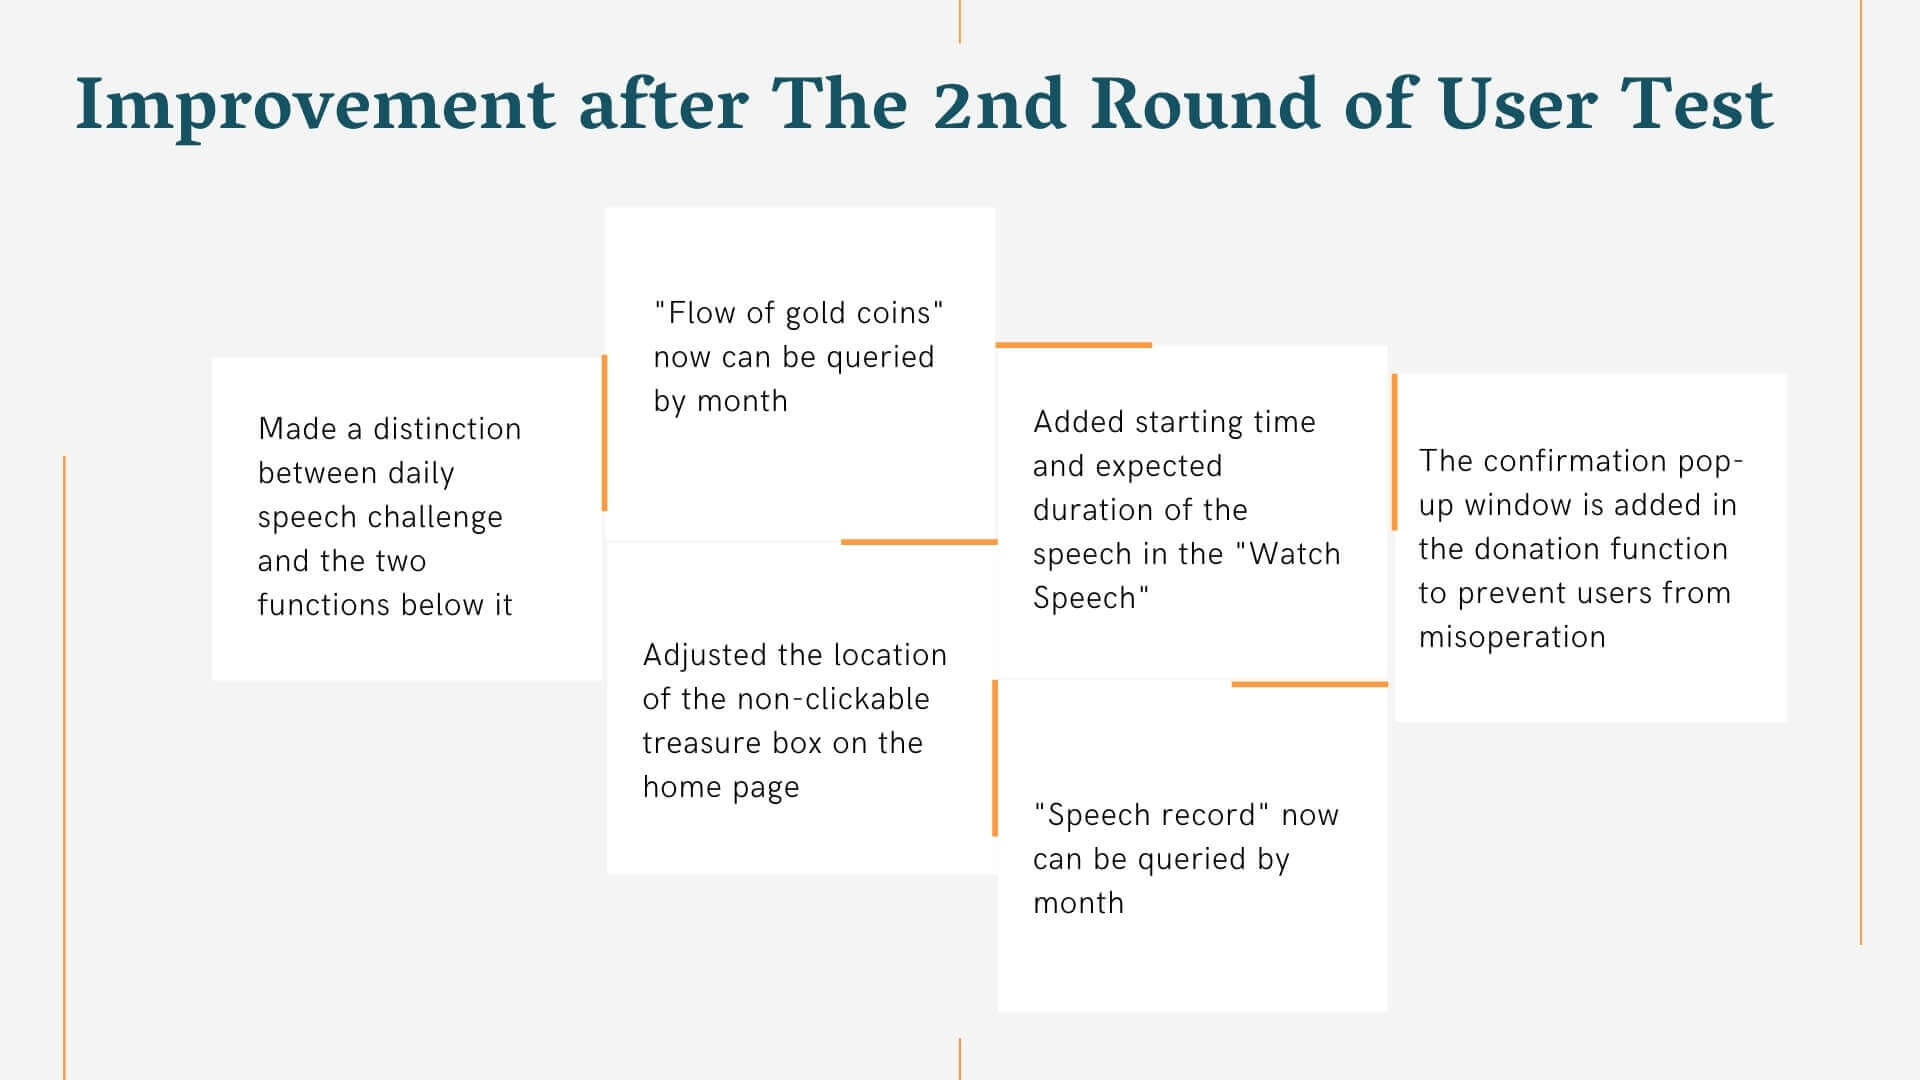 Improvement after The 2nd Round of User Test
Made a distinction
between daily
speech challenge
and the two
functions below it
"Flow of gold coins"
now can be queried
by month
Adjusted the location
of the non-clickable
treasure box on the
home page
Added starting time
and expected
duration of the
speech in the "Watch
Speech"
"Speech record" now
can be queried by
month
The confirmation pop-
up window is added in
the donation function
to prevent users from
misoperation